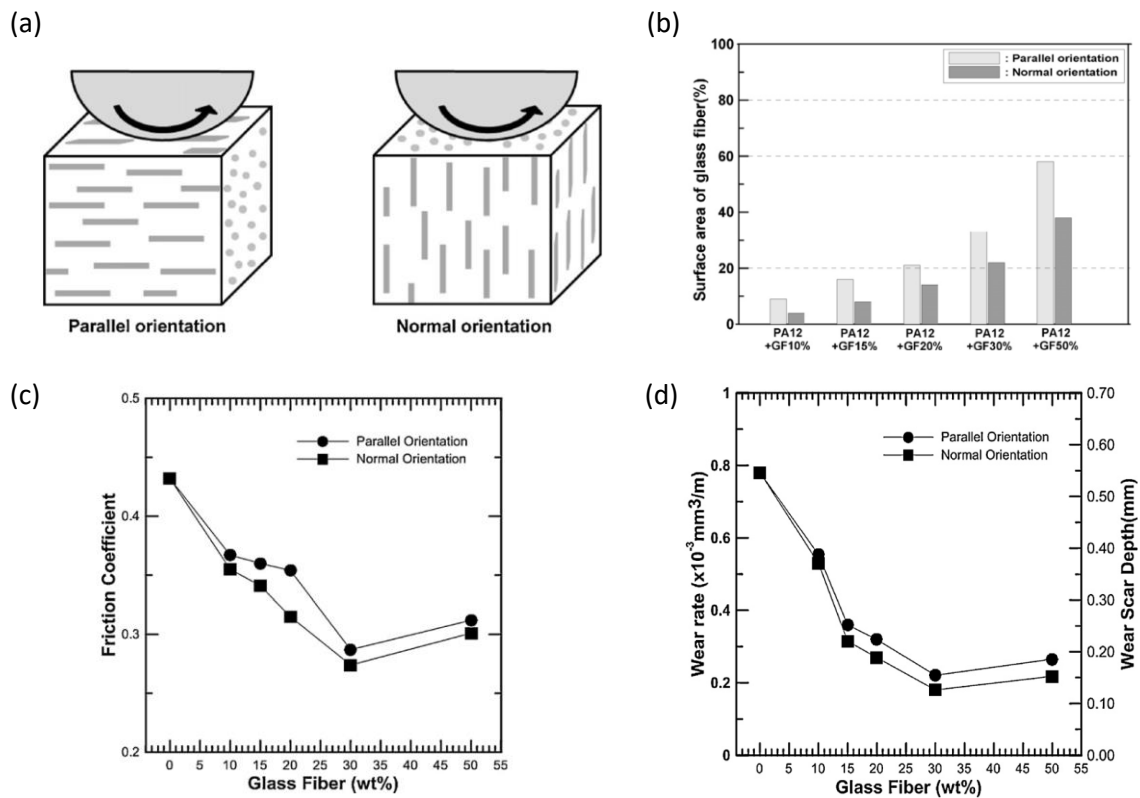 (a)
Parallel orientation
Normal orientation
(b)
Surface area of glass fiber(%)
100
80
60
40
20
0
: Parallel orientation
: Normal orientation
PA12 PA12 PA12 PA12 PA12
+GF10% +GF15% +GF20% +GF30% +GF50%
(c)
Friction Coefficient
0.5
0.4
0.3
0.2
Parallel Orientation
Normal Orientation
0 5 10 15 20 25 30 35 40 45 50 55
Glass Fiber (wt%)
(d)
Wear rate (x10-3mm3/m)
1
0.8
0.6
0.4
0.2
0
Parallel Orientation
Normal Orientation
0.70
0.60
0.50
0.40
0.30
0.20
0.10
0.00
Wear Scar Depth(mm)
0 5 10 15 20 25 30 35 40 45 50 55
Glass Fiber (wt%)